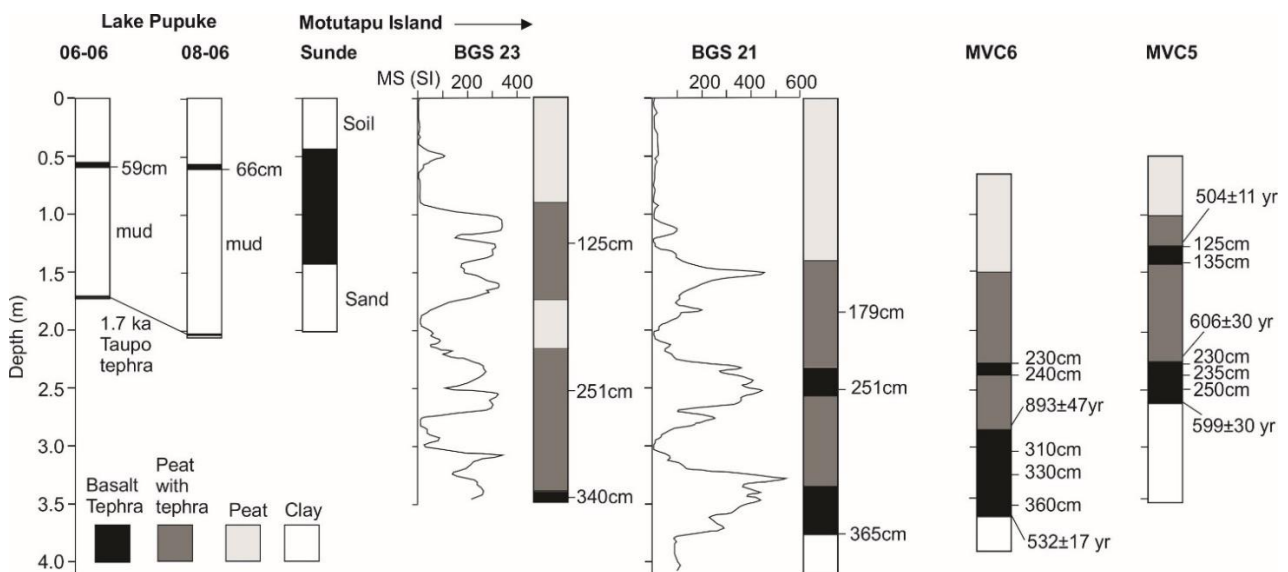 Lake Pupuke
Motutapu Island
06-06
08-06
Sunde
BGS 23
BGS 21
MVC6
MVC5
MS (SI)
200
400
200
400
600
Depth (m)
0
0.5
1.0
1.5
2.0
2.5
3.0
3.5
4.0
59cm
mud
1.7 ka
Taupo
tephra
66cm
mud
Soil
Sand
125cm
251cm
340cm
179cm
251cm
365cm
230cm
240cm
893±47yr
310cm
330cm
360cm
532±17 yr
504±11 yr
125cm
135cm
606±30 yr
230cm
235cm
250cm
599±30 yr
Basalt
Tephra
Peat
with
tephra
Peat
Clay